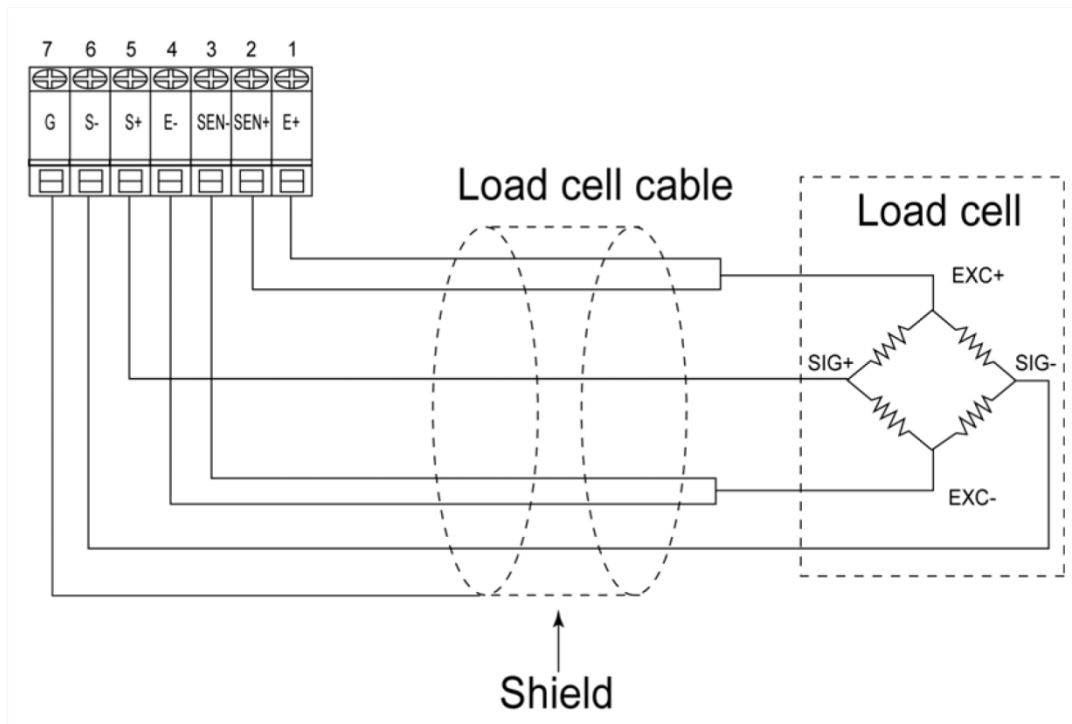 7 6 5 4 3 2 1
G S- S+ E- SEN- SEN+ E+
Load cell cable
Load cell
EXC+
SIG+ SIG-
EXC-
Shield